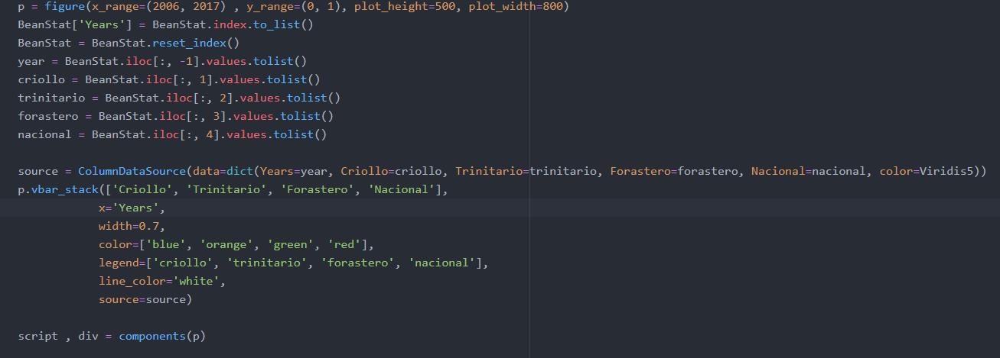 p = figure(x_range=(2006, 2017) , y_range=(0, 1), plot_height=500, plot_width=800)
BeanStat['Years'] = BeanStat.index.to_list()
BeanStat = BeanStat.reset_index()
year = BeanStat.iloc[:, -1].values.tolist()
criollo = BeanStat.iloc[:, 1].values.tolist()
trinitario = BeanStat.iloc[:, 2].values.tolist()
forastero = BeanStat.iloc[:, 3].values.tolist()
nacional = BeanStat.iloc[:, 4].values.tolist()

source = ColumnDataSource(data=dict(Years=year, Criollo=criollo, Trinitario=trinitario, Forastero=forastero, Nacional=nacional, color=Viridis5))
p.vbar_stack(['Criollo', 'Trinitario', 'Forastero', 'Nacional'],
            x='Years',
            width=0.7,
            color=['blue', 'orange', 'green', 'red'],
            legend=['criollo', 'trinitario', 'forastero', 'nacional'],
            line_color='white',
            source=source)

script , div = components(p)